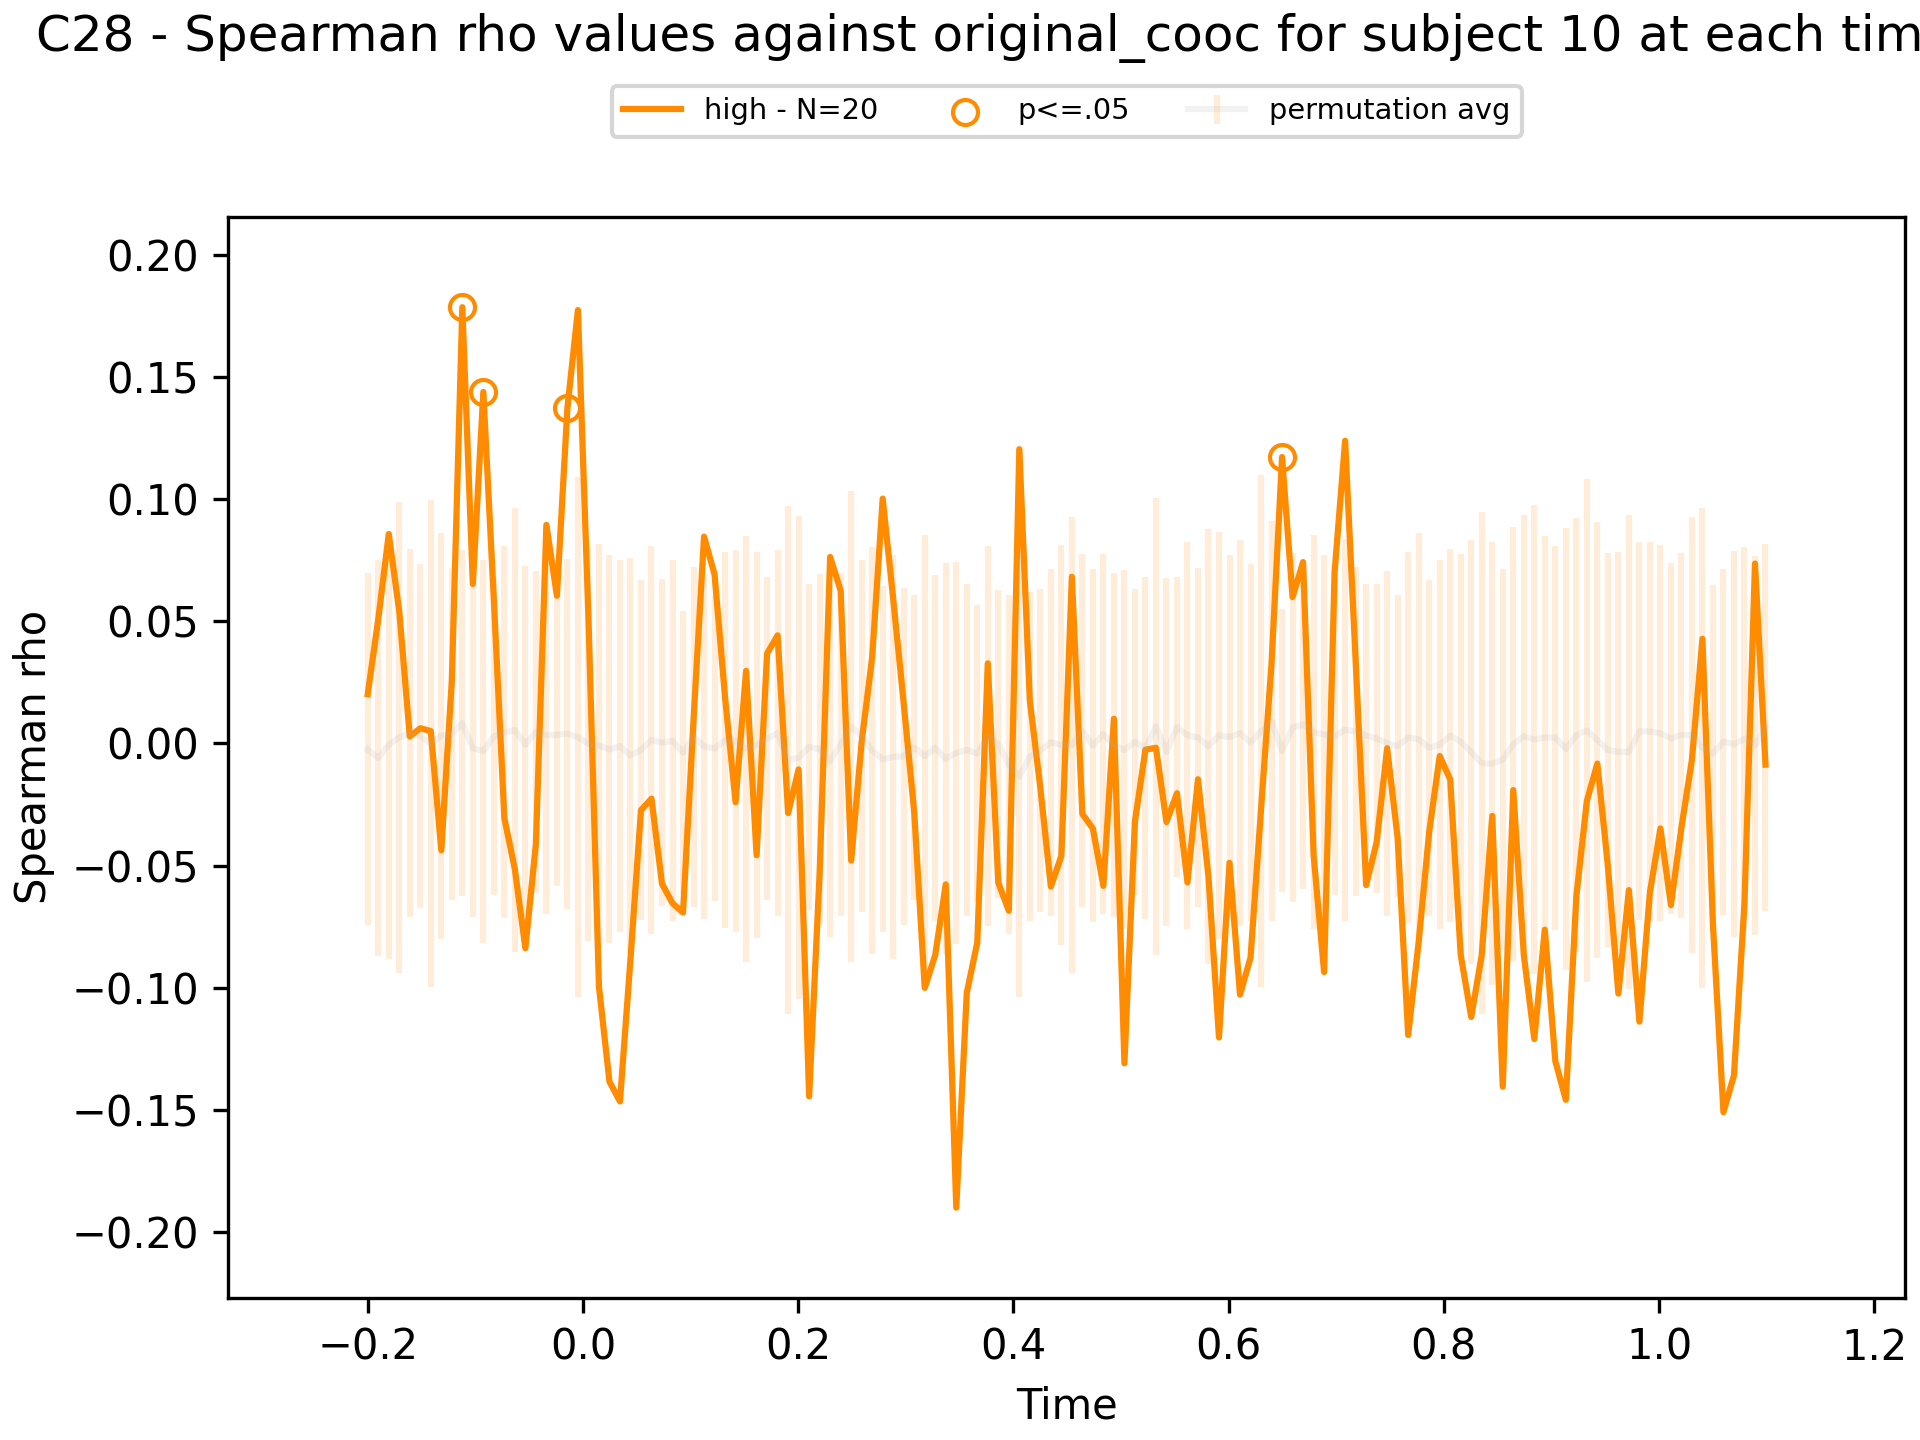 C28 - Spearman rho values against original_cooc for subject 10 at each tim
high - N=20 p<=.05 permutation avg
0.20
0.15
0.10
0.05
0.00
−0.05
−0.10
−0.15
−0.20
Spearman rho
−0.2 0.0 0.2 0.4 0.6 0.8 1.0 1.2
Time